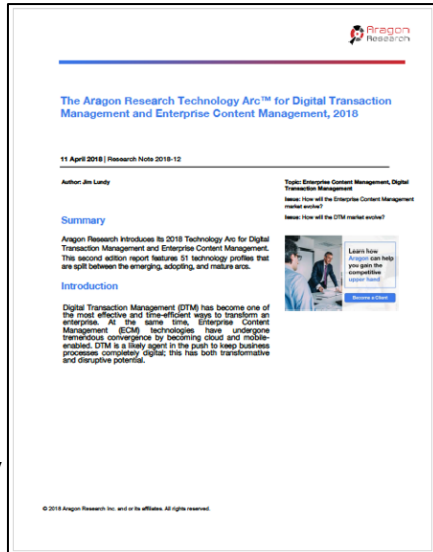 Aragon
Research
The Aragon Research Technology Arc™ for Digital Transaction
Management and Enterprise Content Management, 2018
11 April 2018 | Research Note 2018-12
Author: Jim Lundy
Topic: Enterprise Content Management, Digital
Transaction Management
Issue: How will the Enterprise Content Management
market evolve?
Issue: How will the DTM market evolve?
Summary
Aragon Research introduces its 2018 Technology Arc for Digital
Transaction Management and Enterprise Content Management.
This second edition report features 51 technology profiles that
are split between the emerging, adopting, and mature arcs.
Learn how
Aragon can help
you gain the
competitive
upper hand
Become a Client
Introduction
Digital Transaction Management (DTM) has become one of
the most effective and time-efficient ways to transform an
enterprise. At the same time, Enterprise Content
Management (ECM) technologies have undergone
tremendous convergence by becoming cloud and mobile-
enabled. DTM is a likely agent in the push to keep business
processes completely digital; this has both transformative
and disruptive potential.
© 2018 Aragon Research Inc. and or its affiliates. All rights reserved.